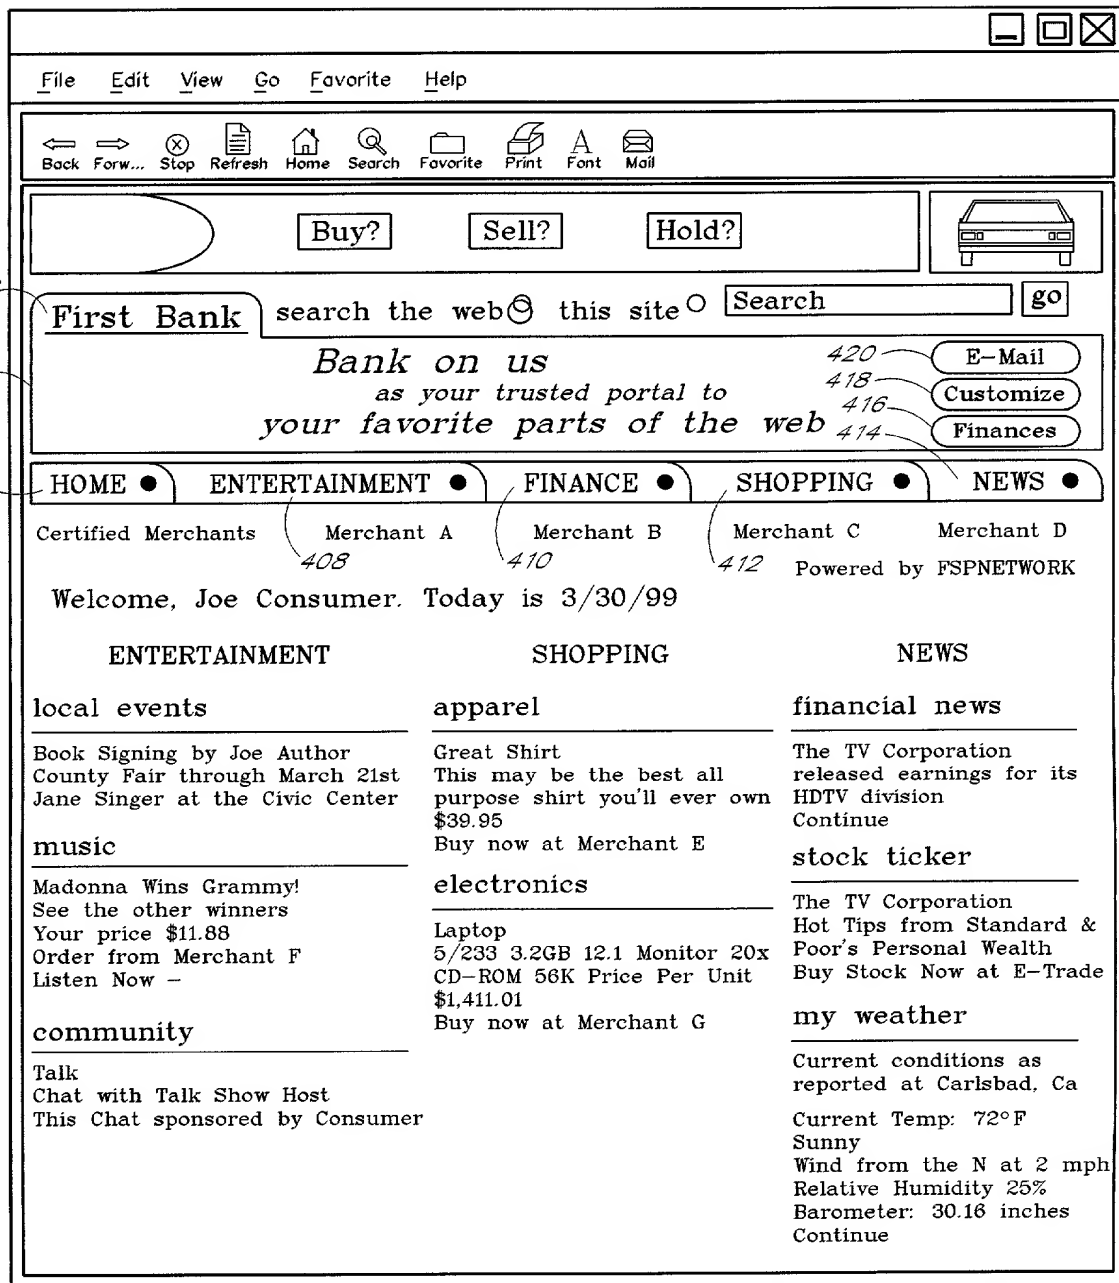 File Edit View Go Favorite Help
Back Forw... Stop Refresh Home Search Favorite Print Font Mail
Buy? Sell? Hold?
First Bank search the web this site Search go
Bank on us
as your trusted portal to
your favorite parts of the web
420 E-Mail
418 Customize
416 Finances
414
HOME ENTERTAINMENT FINANCE SHOPPING NEWS
Certified Merchants Merchant A Merchant B Merchant C Merchant D
408 410 412 Powered by FSPNETWORK
Welcome, Joe Consumer. Today is 3/30/99
ENTERTAINMENT
local events
Book Signing by Joe Author
County Fair through March 21st
Jane Singer at the Civic Center
music
Madonna Wins Grammy!
See the other winners
Your price $11.88
Order from Merchant F
Listen Now –
community
Talk
Chat with Talk Show Host
This Chat sponsored by Consumer
SHOPPING
apparel
Great Shirt
This may be the best all
purpose shirt you'll ever own
$39.95
Buy now at Merchant E
electronics
Laptop
5/233 3.2GB 12.1 Monitor 20x
CD-ROM 56K Price Per Unit
$1,411.01
Buy now at Merchant G
NEWS
financial news
The TV Corporation
released earnings for its
HDTV division
Continue
stock ticker
The TV Corporation
Hot Tips from Standard &
Poor's Personal Wealth
Buy Stock Now at E-Trade
my weather
Current conditions as
reported at Carlsbad, Ca
Current Temp: 72°F
Sunny
Wind from the N at 2 mph
Relative Humidity 25%
Barometer: 30.16 inches
Continue